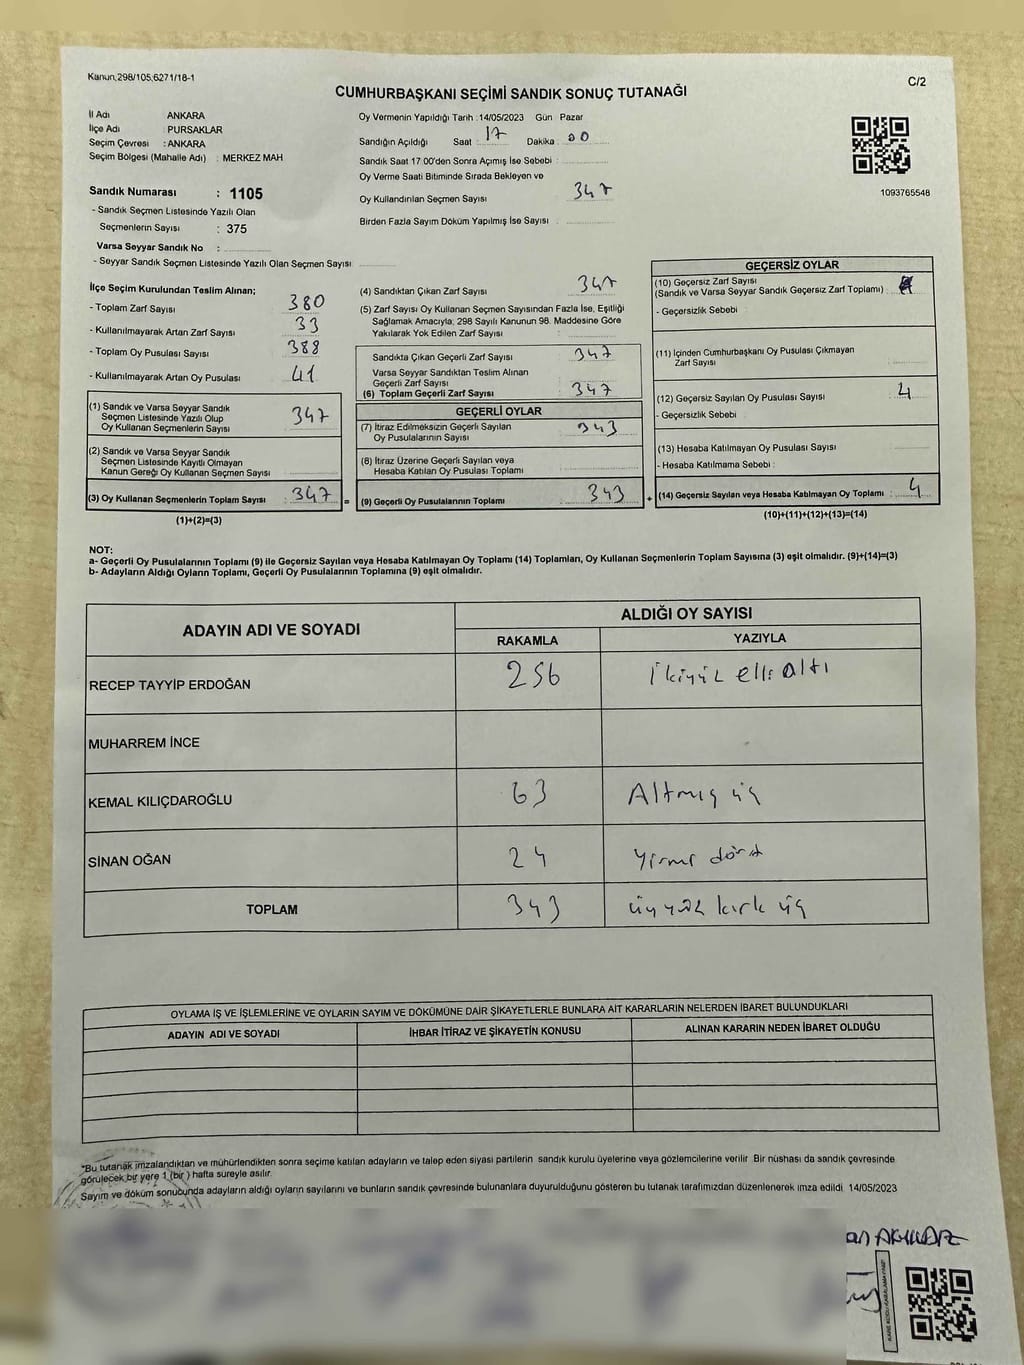 Kanun,298/105,6271/18-1
C/2
CUMHURBAŞKANI SEÇİMİ SANDIK SONUÇ TUTANAĞI
İl Adı ANKARA
İlçe Adı : PURSAKLAR
Seçim Çevresi : ANKARA
Seçim Bölgesi (Mahalle Adı) : MERKEZ MAH
Sandık Numarası : 1105
- Sandık Seçmen Listesinde Yazılı Olan
Seçmenlerin Sayısı : 375
Varsa Seyyar Sandık No :
- Seyyar Sandık Seçmen Listesinde Yazılı Olan Seçmen Sayısı
Oy Vermenin Yapıldığı Tarih : 14/05/2023 Gün : Pazar
Sandığın Açıldığı Saat : 17 Dakika : 00
Sandık Saat 17.00'den Sonra Açımış İse Sebebi :
Oy Verme Saati Bitiminde Sırada Bekleyen ve
Oy Kullandırılan Seçmen Sayısı 347
Birden Fazla Sayım Döküm Yapılmış İse Sayısı :
1093765548
İlçe Seçim Kurulundan Teslim Alınan;
- Toplam Zarf Sayısı : 380
- Kullanılmayarak Artan Zarf Sayısı : 33
- Toplam Oy Pusulası Sayısı : 388
- Kullanılmayarak Artan Oy Pusulası : 41
(1) Sandık ve Varsa Seyyar Sandık
Seçmen Listesinde Yazılı Olup
Oy Kullanan Seçmenlerin Sayısı 347
(2) Sandık ve Varsa Seyyar Sandık
Seçmen Listesinde Kayıtlı Olmayan
Kanun Gereği Oy Kullanan Seçmen Sayısı
(3) Oy Kullanan Seçmenlerin Toplam Sayısı : 347 =
(1)+(2)=(3)
(4) Sandıktan Çıkan Zarf Sayısı : 347
(5) Zarf Sayısı Oy Kullanan Seçmen Sayısından Fazla İse, Eşitliği
Sağlamak Amacıyla, 298 Sayılı Kanunun 98. Maddesine Göre
Yakılarak Yok Edilen Zarf Sayısı :
Sandıkta Çıkan Geçerli Zarf Sayısı : 347
Varsa Seyyar Sandıktan Teslim Alınan
Geçerli Zarf Sayısı
(6) Toplam Geçerli Zarf Sayısı : 347
GEÇERLİ OYLAR
(7) İtiraz Edilmeksizin Geçerli Sayılan
Oy Pusulalarının Sayısı : 343
(8) İtiraz Üzerine Geçerli Sayılan veya
Hesaba Katılan Oy Pusulası Toplamı :
(9) Geçerli Oy Pusulalarının Toplamı : 343 +
GEÇERSİZ OYLAR
(10) Geçersiz Zarf Sayısı
(Sandık ve Varsa Seyyar Sandık Geçersiz Zarf Toplamı) :
- Geçersizlik Sebebi :
(11) İçinden Cumhurbaşkanı Oy Pusulası Çıkmayan
Zarf Sayısı :
(12) Geçersiz Sayılan Oy Pusulası Sayısı : 4
- Geçersizlik Sebebi :
(13) Hesaba Katılmayan Oy Pusulası Sayısı
- Hesaba Katılmama Sebebi :
(14) Geçersiz Sayılan veya Hesaba Katılmayan Oy Toplamı : 4
(10)+(11)+(12)+(13)=(14)
NOT:
a- Geçerli Oy Pusulalarının Toplamı (9) ile Geçersiz Sayılan veya Hesaba Katılmayan Oy Toplamı (14) Toplamları, Oy Kullanan Seçmenlerin Toplam Sayısına (3) eşit olmalıdır. (9)+(14)=(3)
b- Adayların Aldığı Oyların Toplamı, Geçerli Oy Pusulalarının Toplamına (9) eşit olmalıdır.
ADAYIN ADI VE SOYADI
ALDIĞI OY SAYISI
RAKAMLA YAZIYLA
RECEP TAYYİP ERDOĞAN 256 İkiyüz elli altı
MUHARREM İNCE
KEMAL KILIÇDAROĞLU 63 Altmış üç
SİNAN OĞAN 24 Yirmi dört
TOPLAM 343 üçyüz kırk üç
OYLAMA İŞ VE İŞLEMLERİNE VE OYLARIN SAYIM VE DÖKÜMÜNE DAİR ŞİKAYETLERLE BUNLARA AİT KARARLARIN NELERDEN İBARET BULUNDUKLARI
ADAYIN ADI VE SOYADI İHBAR İTİRAZ VE ŞİKAYETİN KONUSU ALINAN KARARIN NEDEN İBARET OLDUĞU
*Bu tutanak imzalandıktan ve mühürlendikten sonra seçime katılan adayların ve talep eden siyasi partilerin sandık kurulu üyelerine veya gözlemcilerine verilir. Bir nüshası da sandık çevresinde
görülecek bir yere 1 (bir) hafta süreyle asılır.
Sayım ve döküm sonucunda adayların aldığı oyların sayılarını ve bunların sandık çevresinde bulunanlara duyurulduğunu gösteren bu tutanak tarafımızdan düzenlenerek imza edildi. 14/05/2023